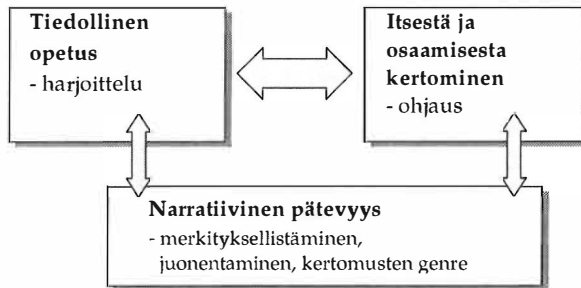 Tiedollinen
opetus
- harjoittelu
Itsestä ja
osaamisesta
kertominen
- ohjaus
Narratiivinen pätevyys
- merkityksellistäminen,
juonentaminen, kertomusten genre